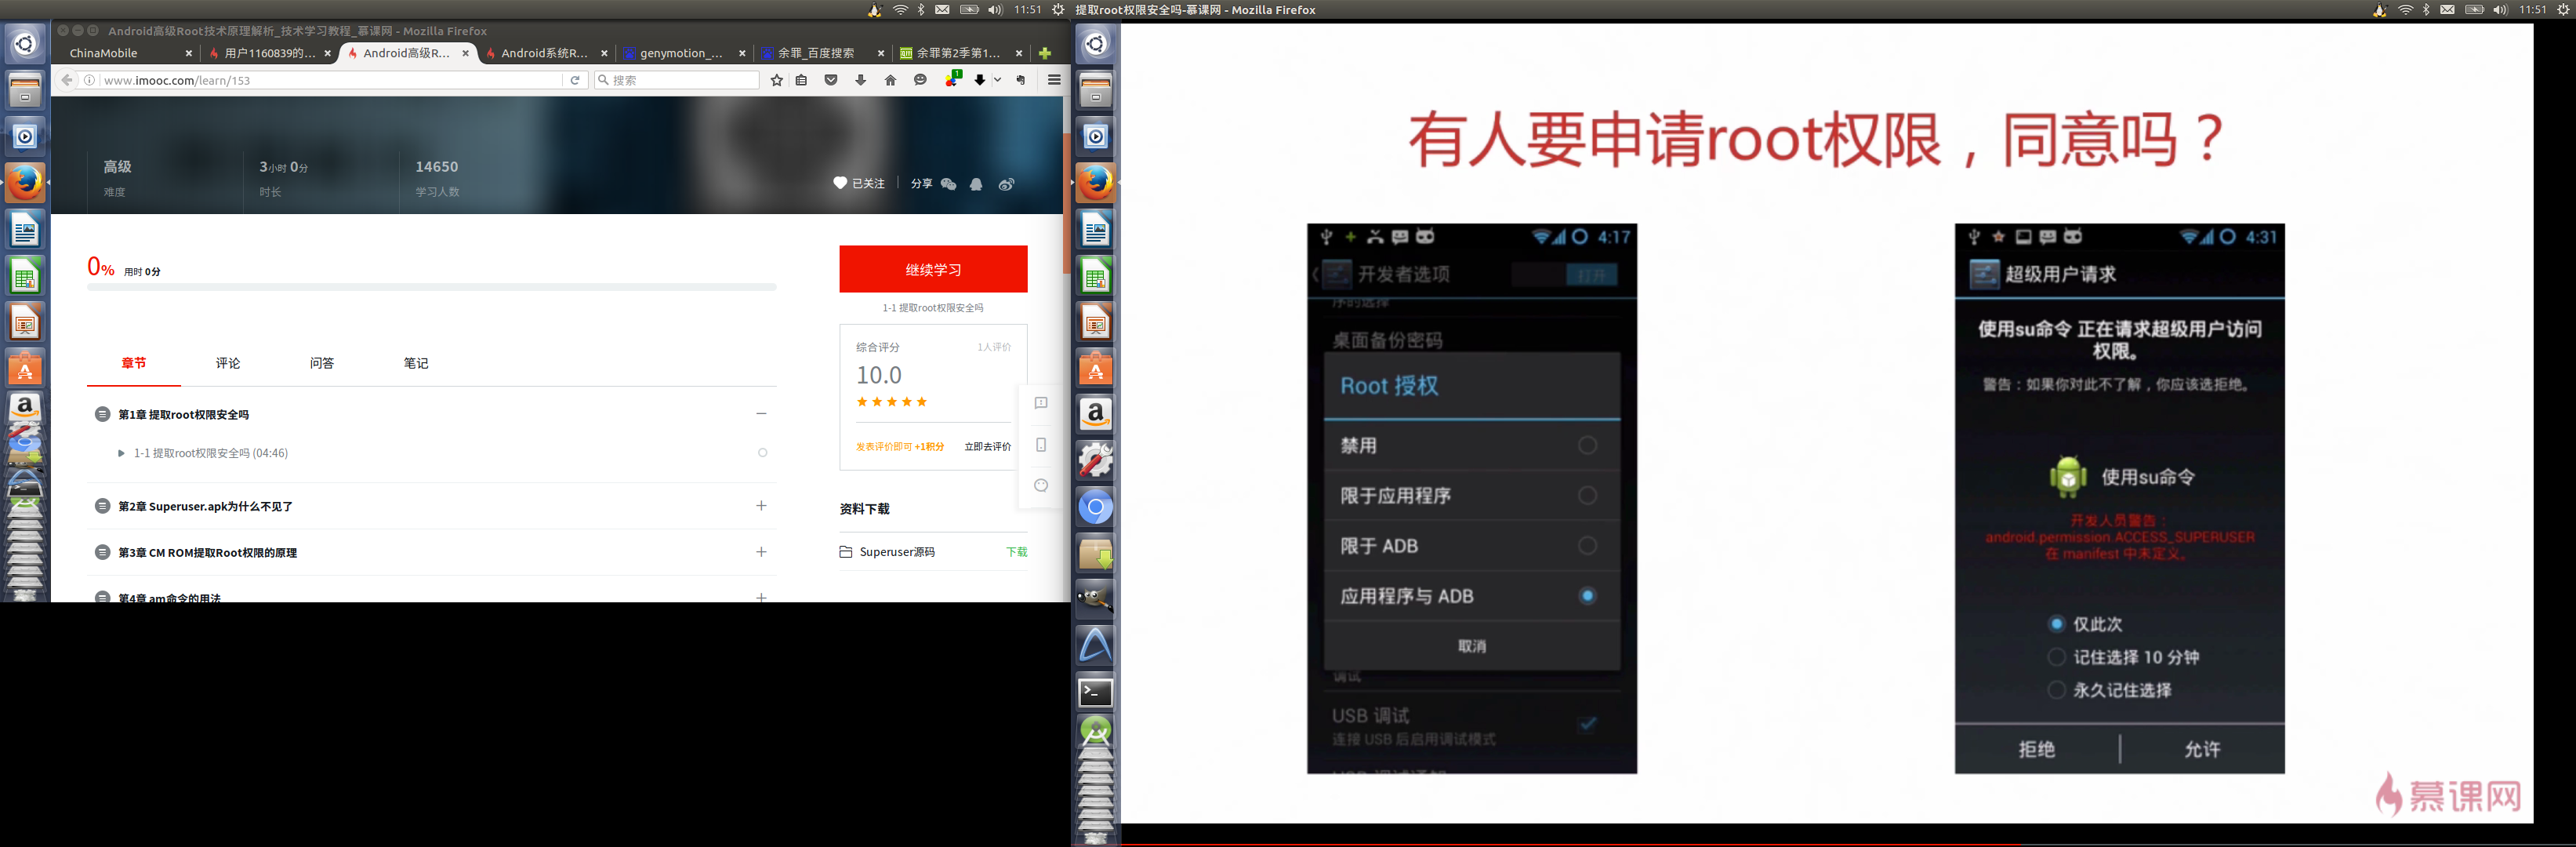 11:51
提取root权限安全吗-慕课网 - Mozilla Firefox
11:51
Android高级Root技术原理解析_技术学习教程_慕课网 - Mozilla Firefox
ChinaMobile
用户1160839的...
Android高级R...
Android系统R...
genymotion_...
余罪_百度搜索
余罪第2季第1...
www.imooc.com/learn/153
搜索
1
高级
难度
3小时 0分
时长
14650
学习人数
已关注
分享
0% 用时 0分
继续学习
1-1 提取root权限安全吗
综合评分
1人评价
10.0
发表评价即可 +1积分
立即去评价
章节
评论
问答
笔记
第1章 提取root权限安全吗
1-1 提取root权限安全吗 (04:46)
第2章 Superuser.apk为什么不见了
第3章 CM ROM提取Root权限的原理
第4章 am命令的用法
资料下载
Superuser源码
下载
有人要申请root权限，同意吗？
4:17
开发者选项
打开
序的选择
桌面备份密码
Root 授权
禁用
限于应用程序
限于 ADB
应用程序与 ADB
取消
调试
USB 调试
连接 USB 后启用调试模式
USB 调试通知
4:31
超级用户请求
使用su命令 正在请求超级用户访问
权限。
警告：如果你对此不了解，你应该选拒绝。
使用su命令
开发人员警告：
android.permission.ACCESS_SUPERUSER
在 manifest 中未定义。
仅此次
记住选择 10 分钟
永久记住选择
拒绝
允许
慕课网